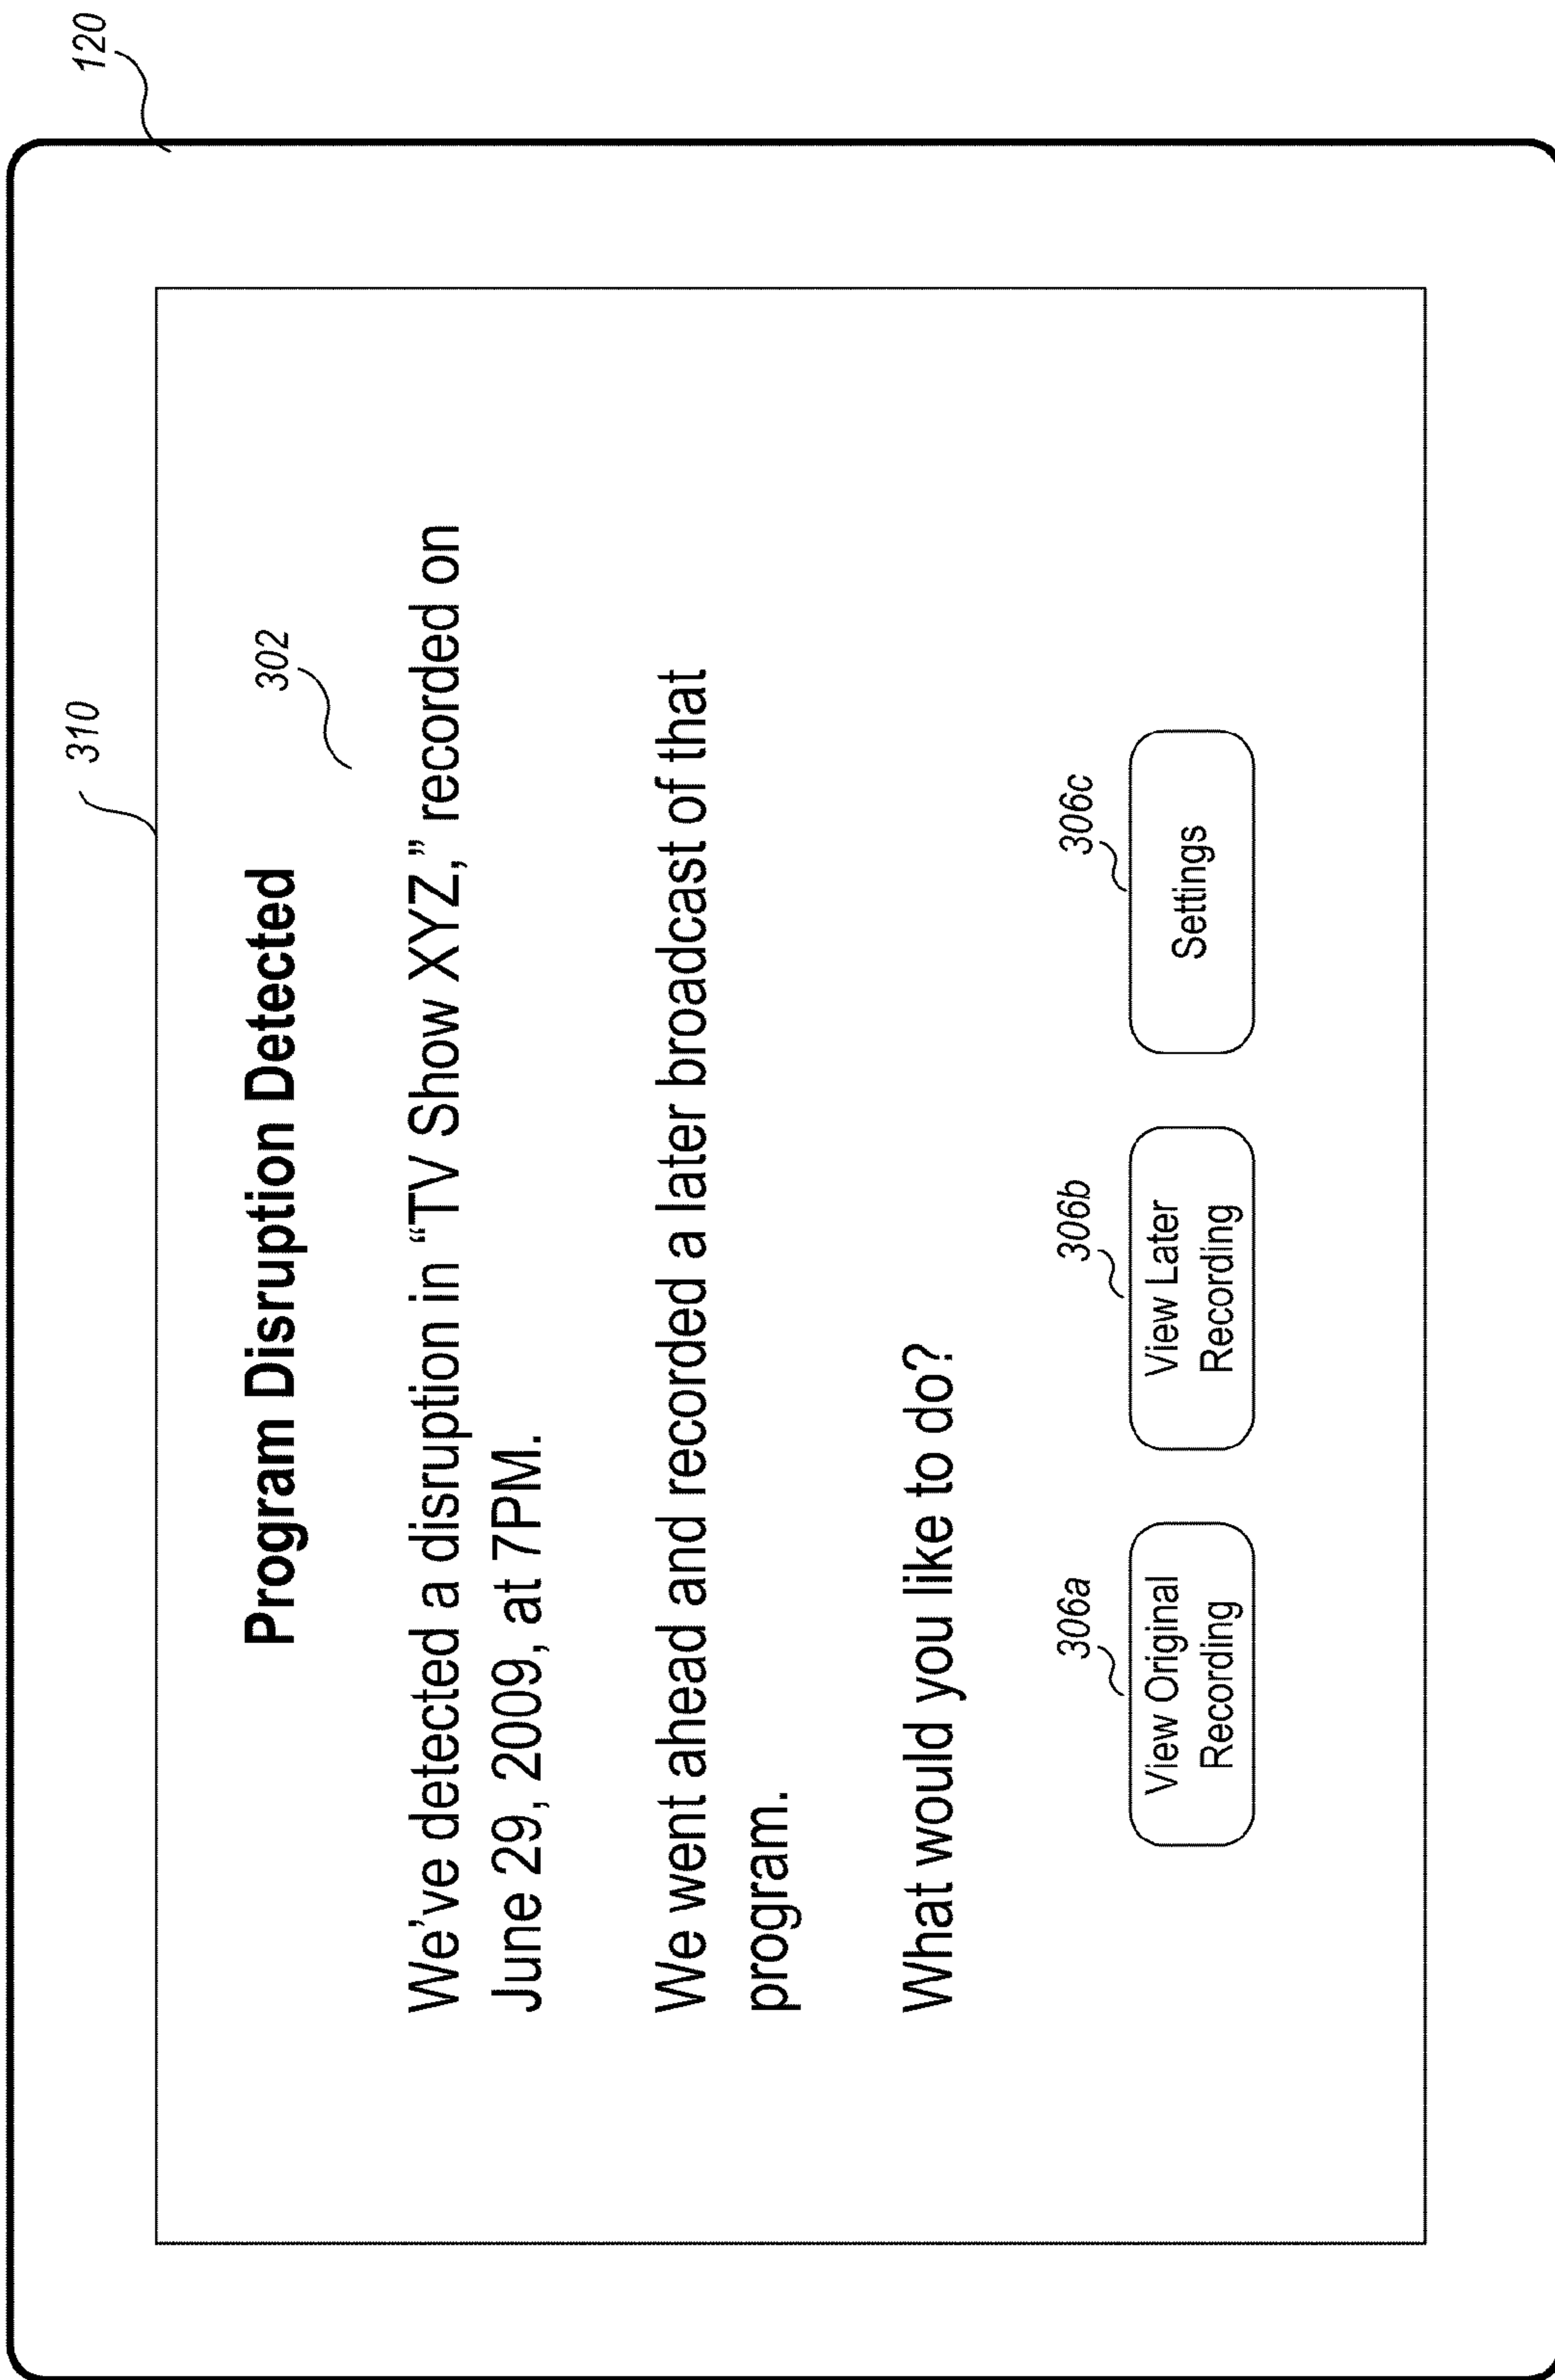 120
310
Program Disruption Detected
302
We’ve detected a disruption in “TV Show XYZ,” recorded on
June 29, 2009, at 7PM.
We went ahead and recorded a later broadcast of that
program.
What would you like to do?
306a
306b
306c
View Original
Recording
View Later
Recording
Settings